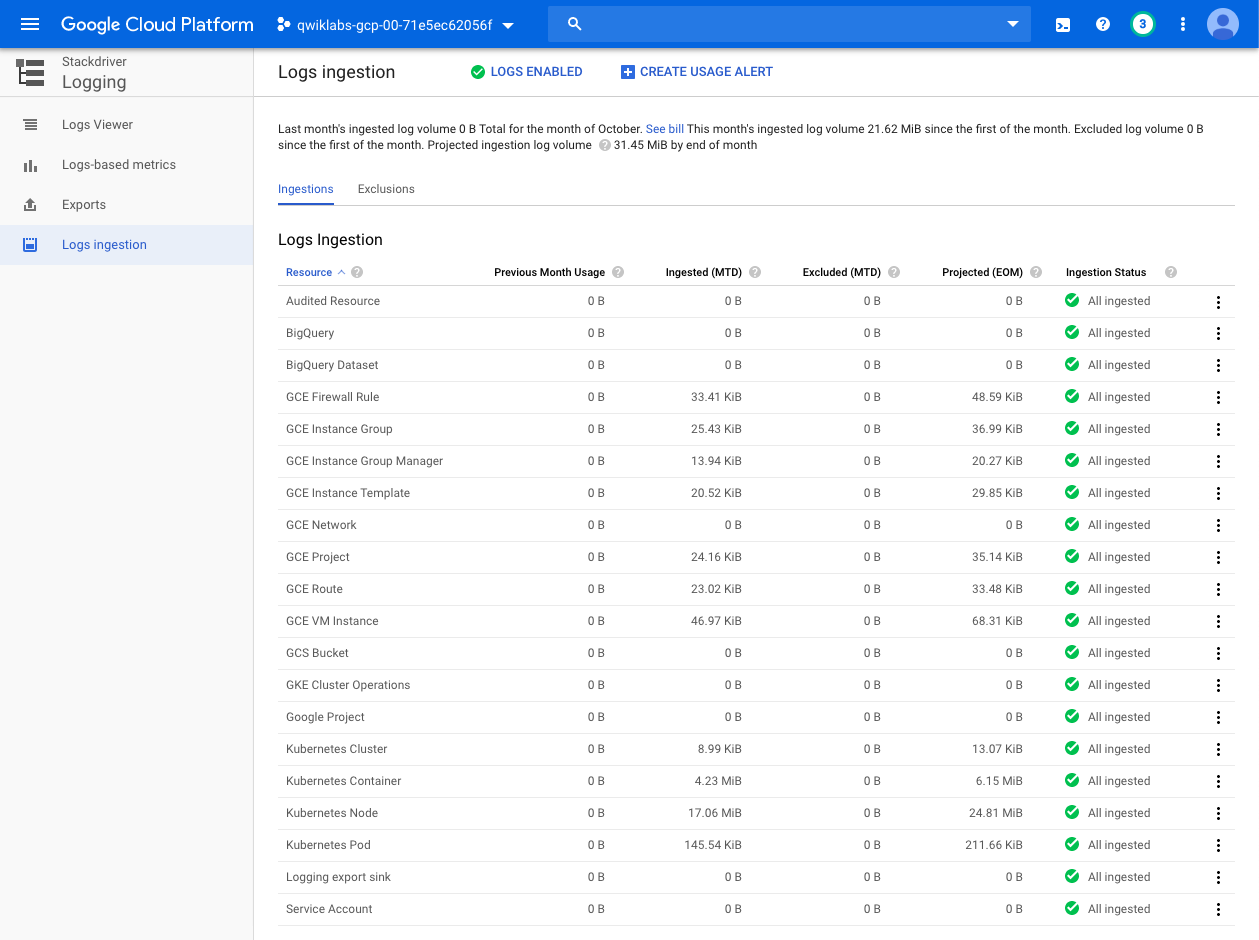 Google Cloud Platform qwiklabs-gcp-00-71e5ec62056f 3
Stackdriver
Logging
Logs Viewer
Logs-based metrics
Exports
Logs ingestion
Logs ingestion LOGS ENABLED CREATE USAGE ALERT
Last month's ingested log volume 0 B Total for the month of October. See bill This month's ingested log volume 21.62 MiB since the first of the month. Excluded log volume 0 B
since the first of the month. Projected ingestion log volume ? 31.45 MiB by end of month
Ingestions Exclusions
Logs Ingestion
Resource ? Previous Month Usage ? Ingested (MTD) ? Excluded (MTD) ? Projected (EOM) ? Ingestion Status ?
Audited Resource 0 B 0 B 0 B 0 B All ingested
BigQuery 0 B 0 B 0 B 0 B All ingested
BigQuery Dataset 0 B 0 B 0 B 0 B All ingested
GCE Firewall Rule 0 B 33.41 KiB 0 B 48.59 KiB All ingested
GCE Instance Group 0 B 25.43 KiB 0 B 36.99 KiB All ingested
GCE Instance Group Manager 0 B 13.94 KiB 0 B 20.27 KiB All ingested
GCE Instance Template 0 B 20.52 KiB 0 B 29.85 KiB All ingested
GCE Network 0 B 0 B 0 B 0 B All ingested
GCE Project 0 B 24.16 KiB 0 B 35.14 KiB All ingested
GCE Route 0 B 23.02 KiB 0 B 33.48 KiB All ingested
GCE VM Instance 0 B 46.97 KiB 0 B 68.31 KiB All ingested
GCS Bucket 0 B 0 B 0 B 0 B All ingested
GKE Cluster Operations 0 B 0 B 0 B 0 B All ingested
Google Project 0 B 0 B 0 B 0 B All ingested
Kubernetes Cluster 0 B 8.99 KiB 0 B 13.07 KiB All ingested
Kubernetes Container 0 B 4.23 MiB 0 B 6.15 MiB All ingested
Kubernetes Node 0 B 17.06 MiB 0 B 24.81 MiB All ingested
Kubernetes Pod 0 B 145.54 KiB 0 B 211.66 KiB All ingested
Logging export sink 0 B 0 B 0 B 0 B All ingested
Service Account 0 B 0 B 0 B 0 B All ingested